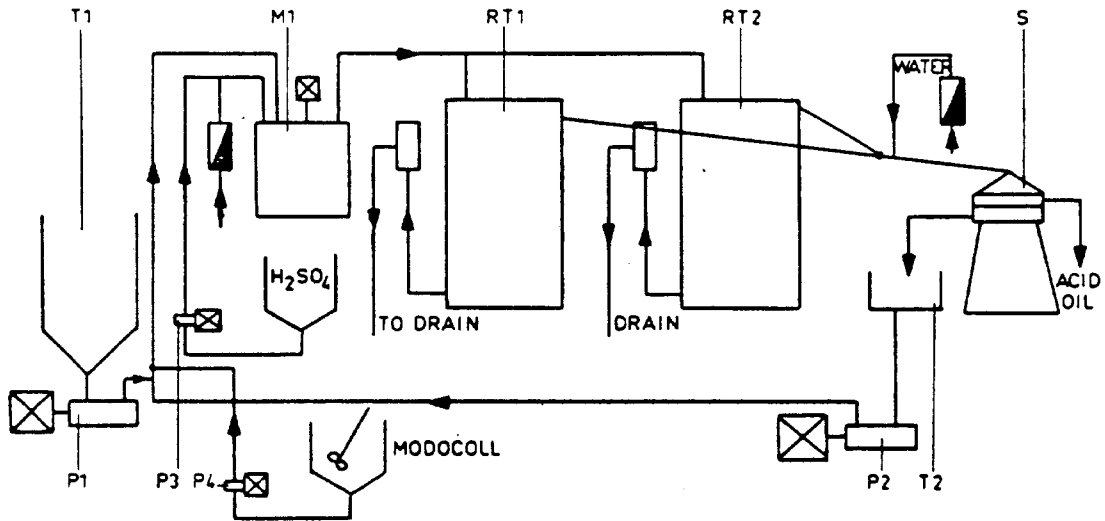 T1
M1
RT1
RT2
S
WATER
H₂SO₄
TO DRAIN
DRAIN
ACID
OIL
MODOCOLL
P1
P3
P4
P2
T2